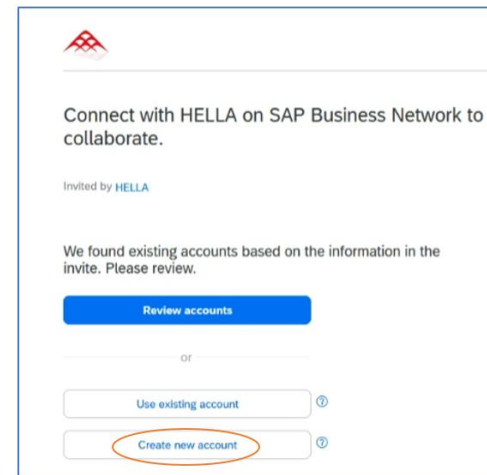 Connect with HELLA on SAP Business Network to
collaborate.
Invited by HELLA
We found existing accounts based on the information in the
invite. Please review.
Review accounts
or
Use existing account
Create new account